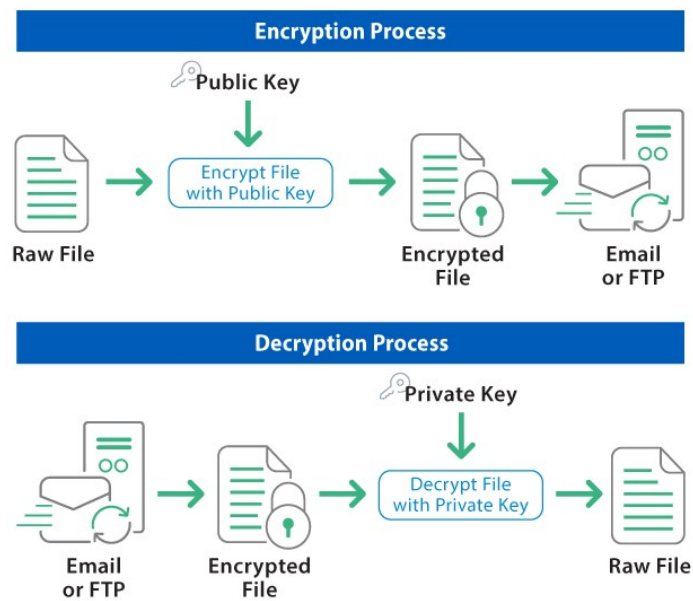 Encryption Process
Public Key
Encrypt File
with Public Key
Raw File
Encrypted
File
Email
or FTP
Decryption Process
Private Key
Decrypt File
with Private Key
Email
or FTP
Encrypted
File
Raw File